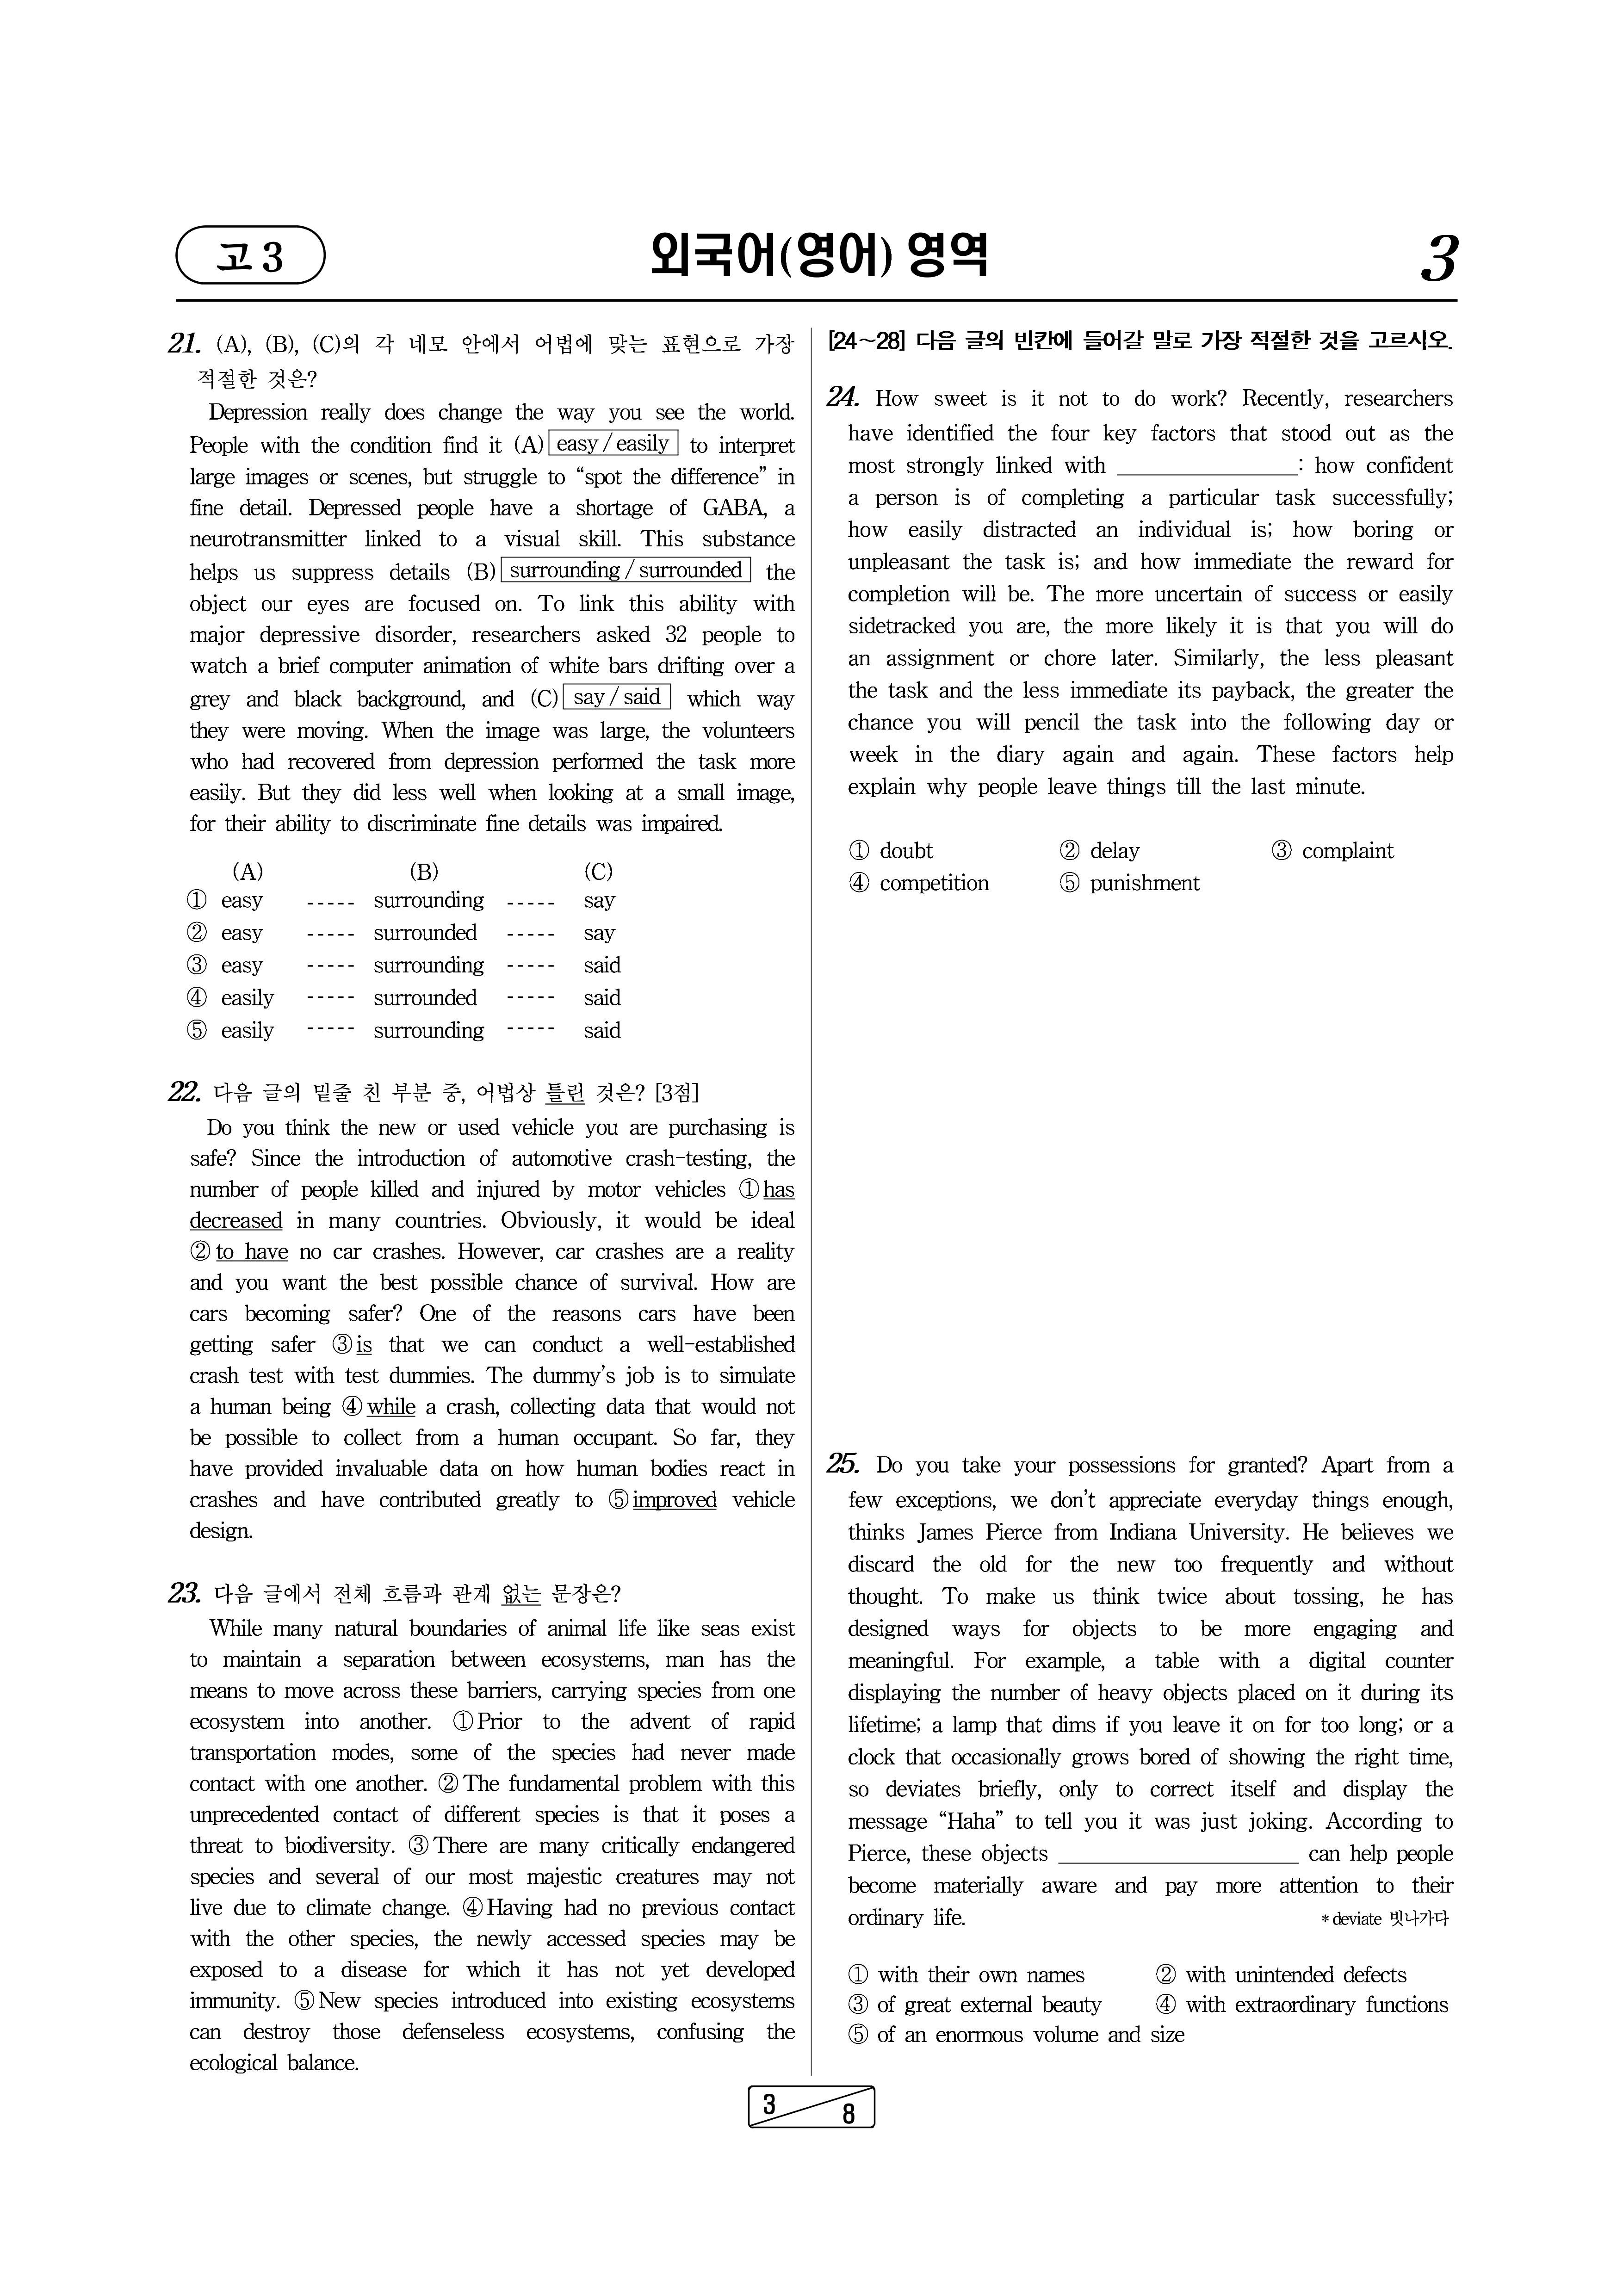 고 3
외국어(영어) 영역
3
21. (A), (B), (C)의 각 네모 안에서 어법에 맞는 표현으로 가장
적절한 것은?
Depression really does change the way you see the world.
People with the condition find it (A) easy / easily to interpret
large images or scenes, but struggle to “spot the difference” in
fine detail. Depressed people have a shortage of GABA, a
neurotransmitter linked to a visual skill. This substance
helps us suppress details (B) surrounding / surrounded the
object our eyes are focused on. To link this ability with
major depressive disorder, researchers asked 32 people to
watch a brief computer animation of white bars drifting over a
grey and black background, and (C) say / said which way
they were moving. When the image was large, the volunteers
who had recovered from depression performed the task more
easily. But they did less well when looking at a small image,
for their ability to discriminate fine details was impaired.
(A) (B) (C)
① easy ----- surrounding ----- say
② easy ----- surrounded ----- say
③ easy ----- surrounding ----- said
④ easily ----- surrounded ----- said
⑤ easily ----- surrounding ----- said
22. 다음 글의 밑줄 친 부분 중, 어법상 틀린 것은? [3점]
Do you think the new or used vehicle you are purchasing is
safe? Since the introduction of automotive crash-testing, the
number of people killed and injured by motor vehicles ① has
decreased in many countries. Obviously, it would be ideal
② to have no car crashes. However, car crashes are a reality
and you want the best possible chance of survival. How are
cars becoming safer? One of the reasons cars have been
getting safer ③ is that we can conduct a well-established
crash test with test dummies. The dummy’s job is to simulate
a human being ④ while a crash, collecting data that would not
be possible to collect from a human occupant. So far, they
have provided invaluable data on how human bodies react in
crashes and have contributed greatly to ⑤ improved vehicle
design.
23. 다음 글에서 전체 흐름과 관계 없는 문장은?
While many natural boundaries of animal life like seas exist
to maintain a separation between ecosystems, man has the
means to move across these barriers, carrying species from one
ecosystem into another. ① Prior to the advent of rapid
transportation modes, some of the species had never made
contact with one another. ② The fundamental problem with this
unprecedented contact of different species is that it poses a
threat to biodiversity. ③ There are many critically endangered
species and several of our most majestic creatures may not
live due to climate change. ④ Having had no previous contact
with the other species, the newly accessed species may be
exposed to a disease for which it has not yet developed
immunity. ⑤ New species introduced into existing ecosystems
can destroy those defenseless ecosystems, confusing the
ecological balance.
[24~28] 다음 글의 빈칸에 들어갈 말로 가장 적절한 것을 고르시오.
24. How sweet is it not to do work? Recently, researchers
have identified the four key factors that stood out as the
most strongly linked with ________________: how confident
a person is of completing a particular task successfully;
how easily distracted an individual is; how boring or
unpleasant the task is; and how immediate the reward for
completion will be. The more uncertain of success or easily
sidetracked you are, the more likely it is that you will do
an assignment or chore later. Similarly, the less pleasant
the task and the less immediate its payback, the greater the
chance you will pencil the task into the following day or
week in the diary again and again. These factors help
explain why people leave things till the last minute.
① doubt ② delay ③ complaint
④ competition ⑤ punishment
25. Do you take your possessions for granted? Apart from a
few exceptions, we don’t appreciate everyday things enough,
thinks James Pierce from Indiana University. He believes we
discard the old for the new too frequently and without
thought. To make us think twice about tossing, he has
designed ways for objects to be more engaging and
meaningful. For example, a table with a digital counter
displaying the number of heavy objects placed on it during its
lifetime; a lamp that dims if you leave it on for too long; or a
clock that occasionally grows bored of showing the right time,
so deviates briefly, only to correct itself and display the
message “Haha” to tell you it was just joking. According to
Pierce, these objects ____________________ can help people
become materially aware and pay more attention to their
ordinary life. * deviate 빗나가다
① with their own names ② with unintended defects
③ of great external beauty ④ with extraordinary functions
⑤ of an enormous volume and size
3 8